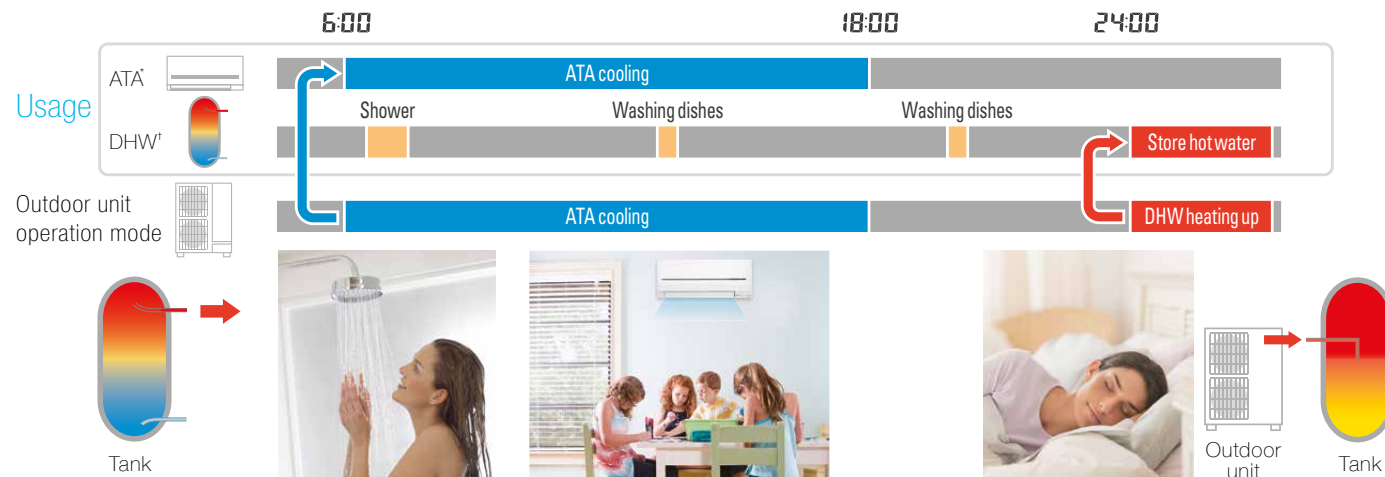 6:00 18:00 24:00
ATA* ATA cooling
Usage
Shower Washing dishes Washing dishes
DHW† Store hot water
Outdoor unit
operation mode
ATA cooling DHW heating up
Tank
Outdoor
unit
Tank